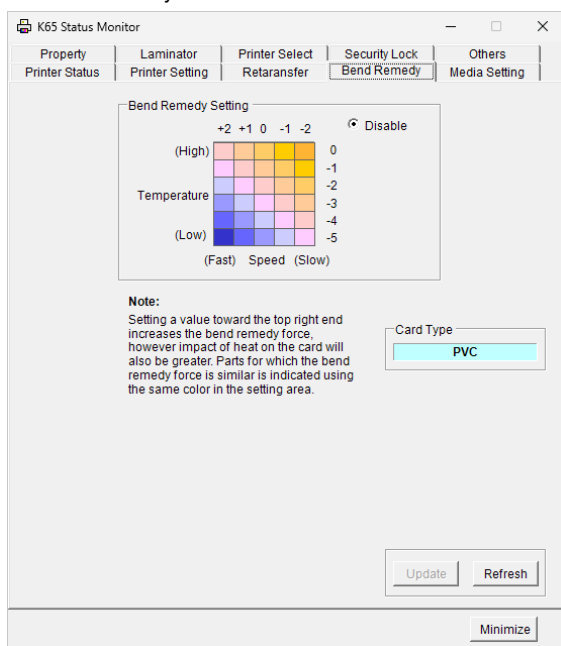 K65 Status Monitor
Property Laminator Printer Select Security Lock Others
Printer Status Printer Setting Retaransfer Bend Remedy Media Setting
Bend Remedy Setting
+2 +1 0 -1 -2
Disable
(High) 0
-1
-2
Temperature
-3
-4
(Low) -5
(Fast) Speed (Slow)
Note:
Setting a value toward the top right end
increases the bend remedy force,
however impact of heat on the card will
also be greater. Parts for which the bend
remedy force is similar is indicated using
the same color in the setting area.
Card Type
PVC
Update Refresh
Minimize